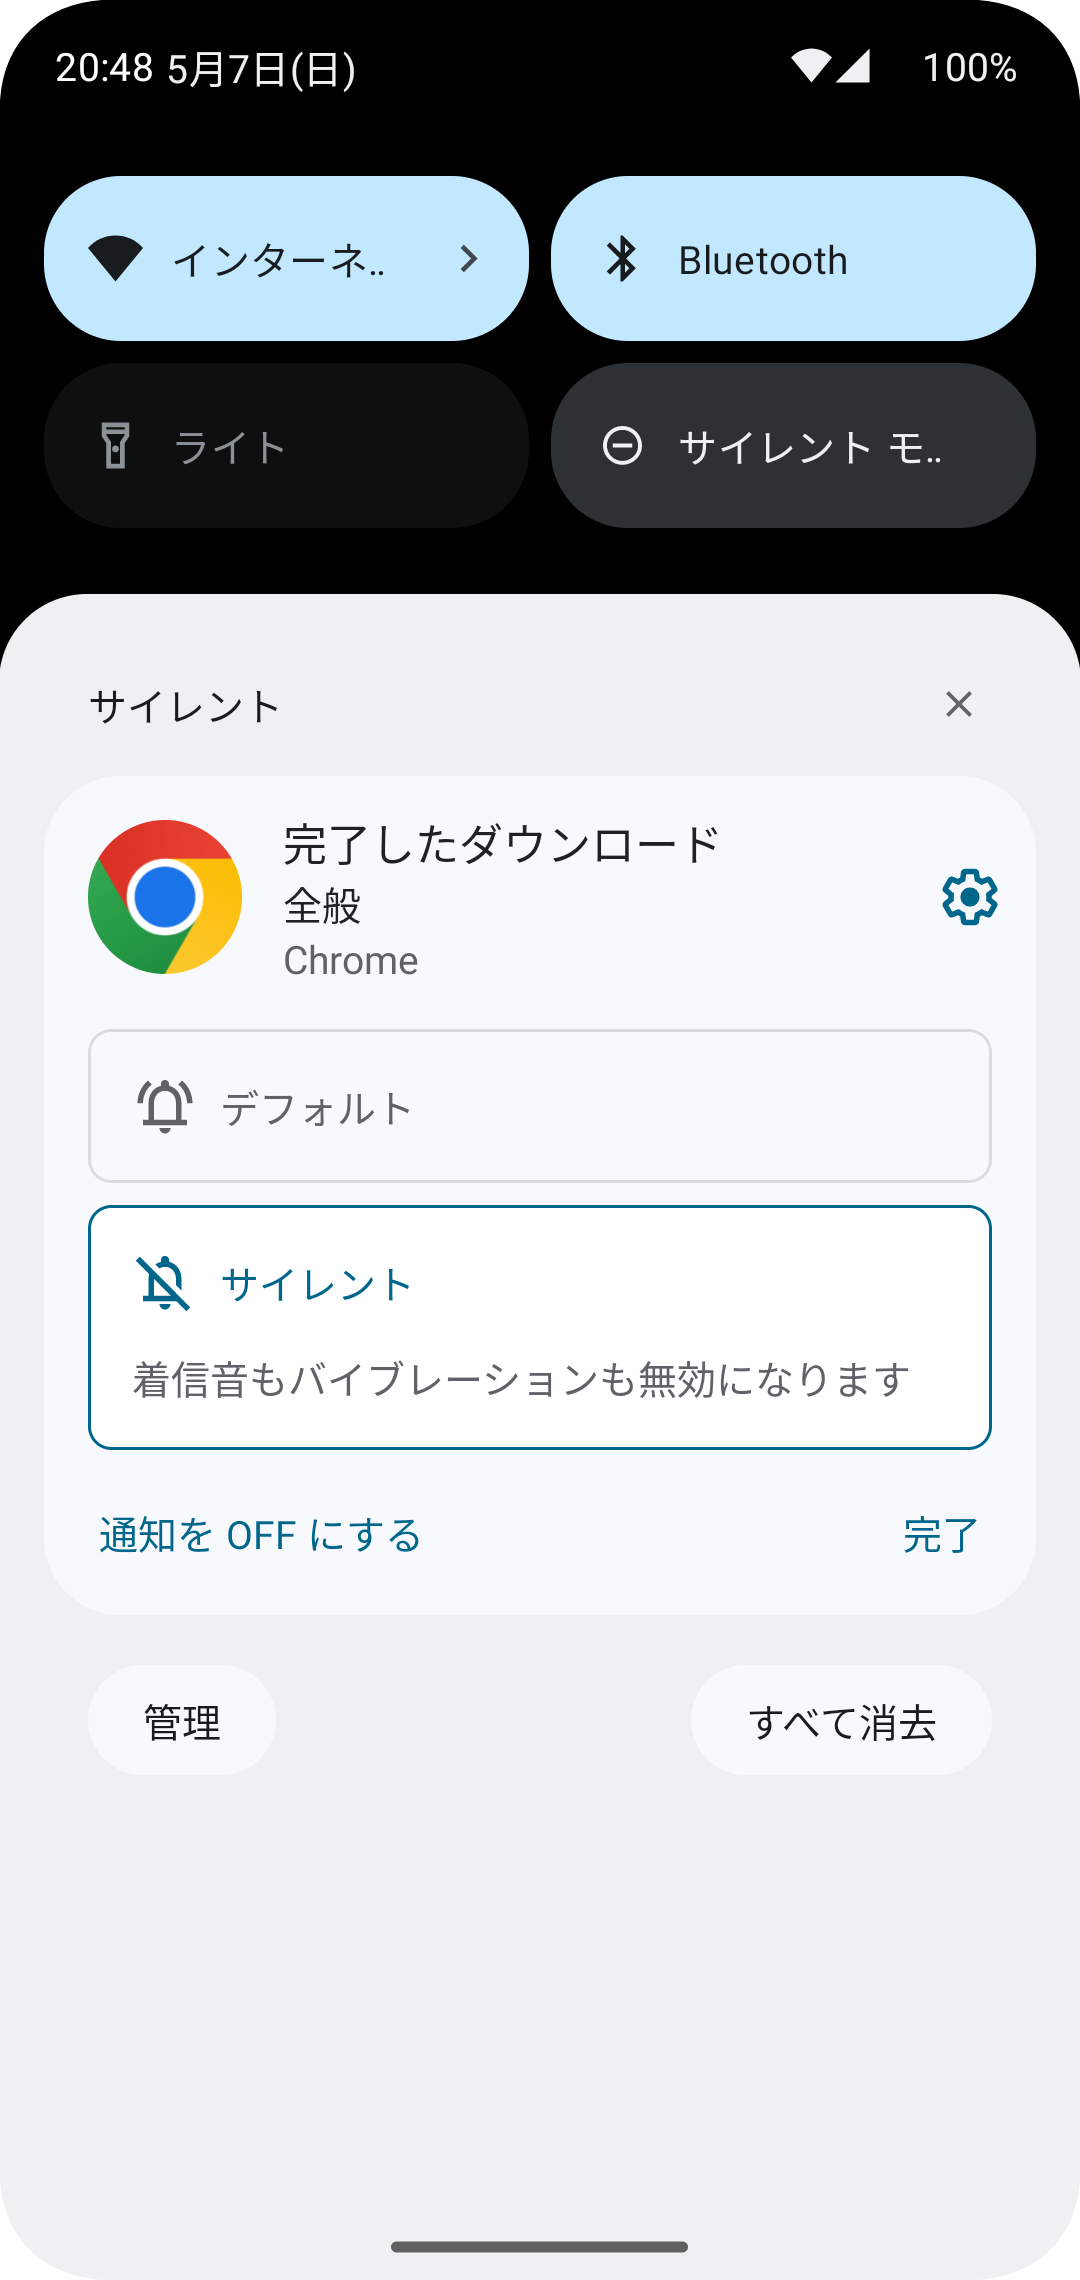 20:48 5月7日(日)
100%
インターネ..
Bluetooth
ライト
サイレント モ..
サイレント
完了したダウンロード
全般
Chrome
デフォルト
サイレント
着信音もバイブレーションも無効になります
通知を OFF にする
完了
管理
すべて消去